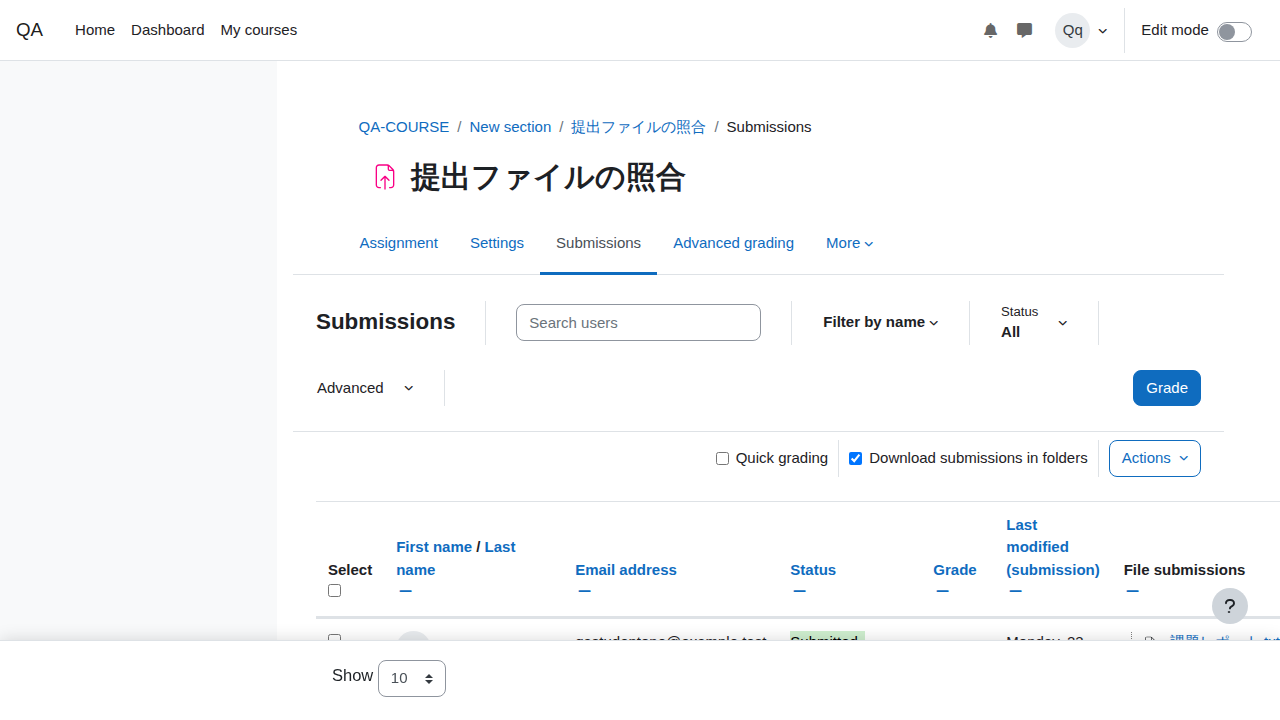 QA Home Dashboard My courses Qq Edit mode
QA-COURSE / New section / 提出ファイルの照合 / Submissions
提出ファイルの照合
Assignment Settings Submissions Advanced grading More
Submissions Search users Filter by name Status
All
Advanced Grade
Quick grading Download submissions in folders Actions
Last
First name / Last modified
Select name Email address Status Grade (submission) File submissions
?
Show 10